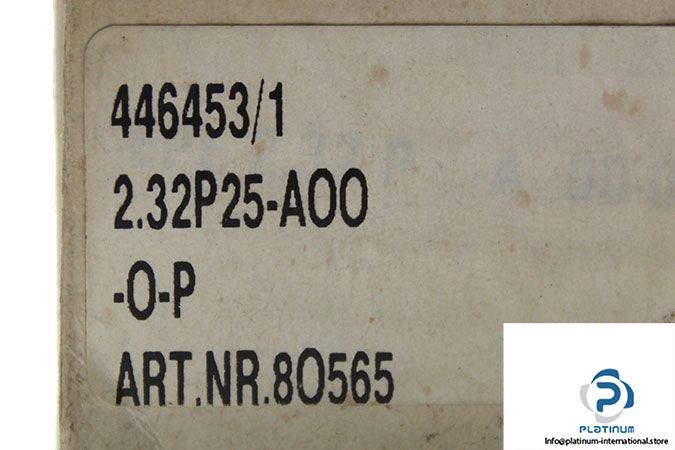 446453/1
2.32P25-A00
-0-P
ART.NR.80565
PLATINUM
Info@platinum-international.store